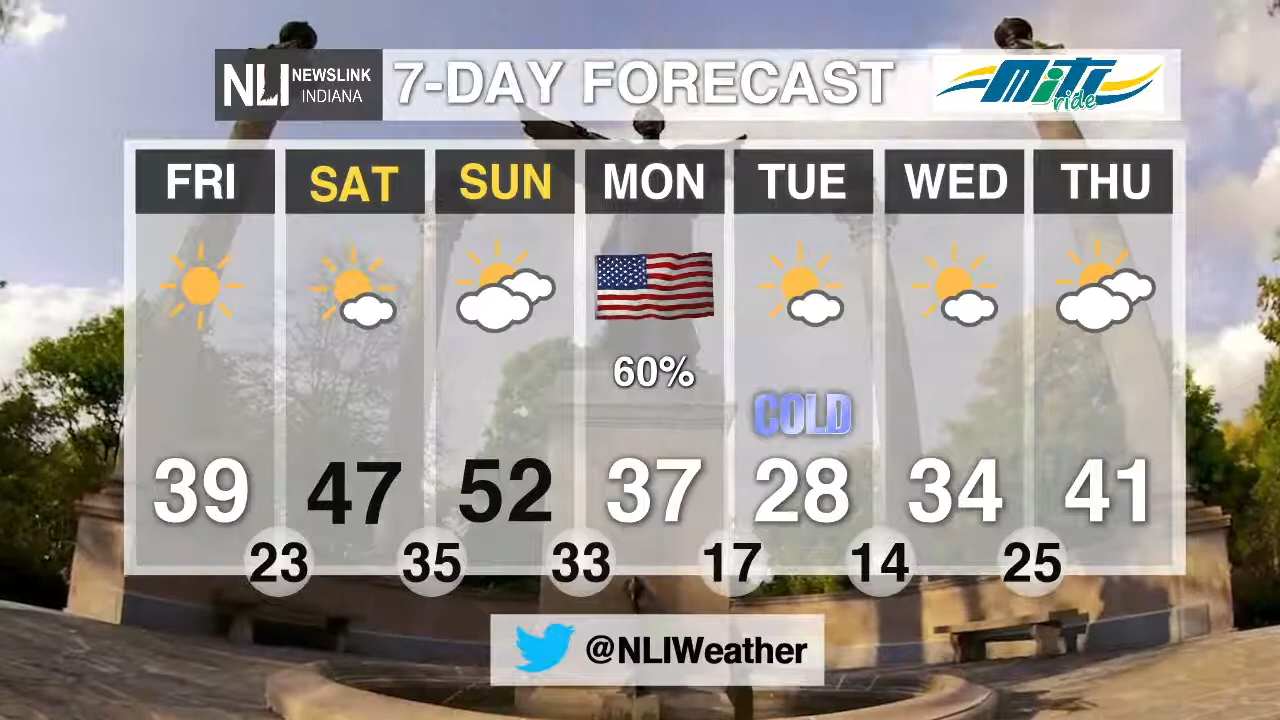 NLI NEWSLINK INDIANA 7-DAY FORECAST MiTS ride
FRI SAT SUN MON TUE WED THU
60%
COLD
39 47 52 37 28 34 41
23 35 33 17 14 25
@NLIWeather